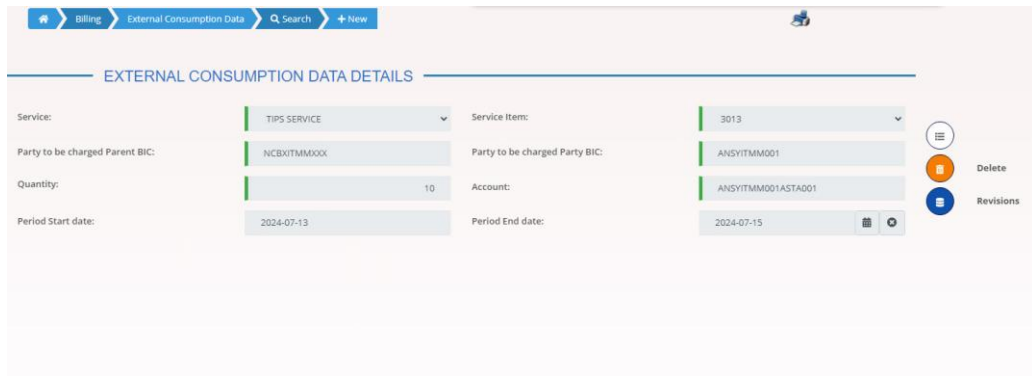 Billing External Consumption Data Search + New
EXTERNAL CONSUMPTION DATA DETAILS
Service: TIPS SERVICE Service Item: 3013
Party to be charged Parent BIC: NCBXITMMXXX Party to be charged Party BIC: ANSYITMM001
Delete
Quantity: 10 Account: ANSYITMM001ASTA001
Revisions
Period Start date: 2024-07-13 Period End date: 2024-07-15